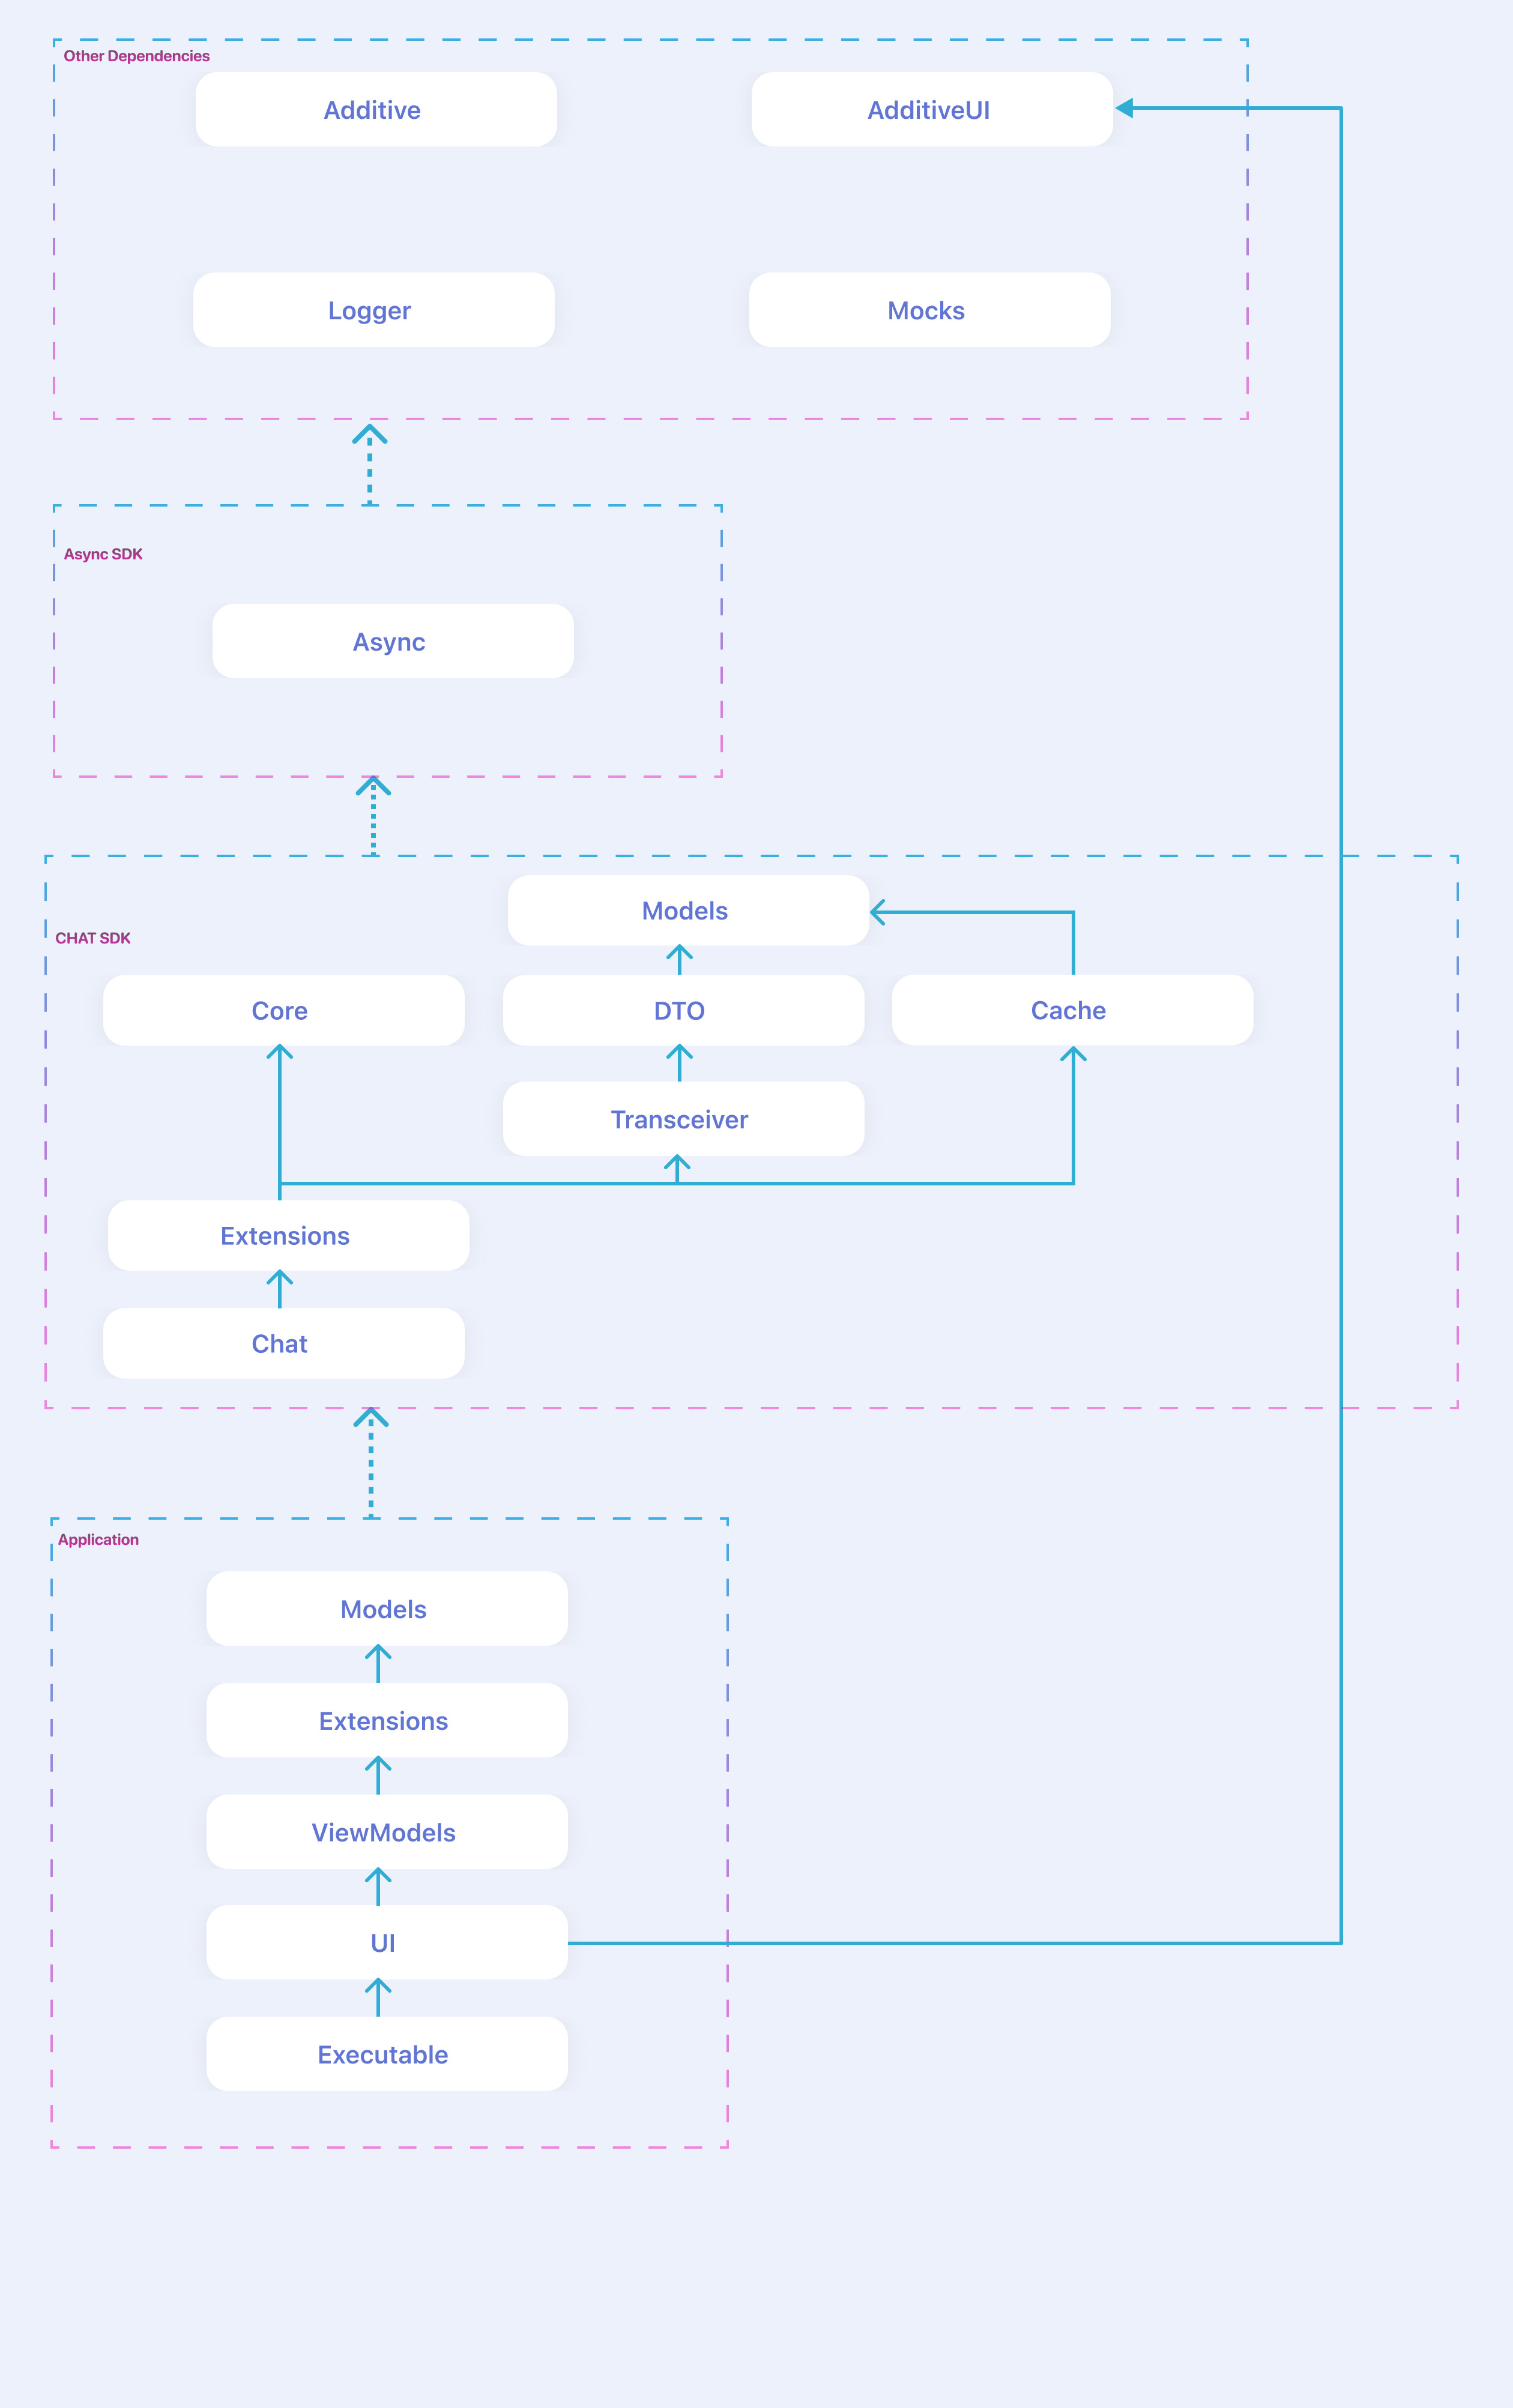 Other Dependencies
Additive
AdditiveUI
Logger
Mocks
Async SDK
Async
Models
CHAT SDK
Core
DTO
Cache
Transceiver
Extensions
Chat
Application
Models
Extensions
ViewModels
UI
Executable